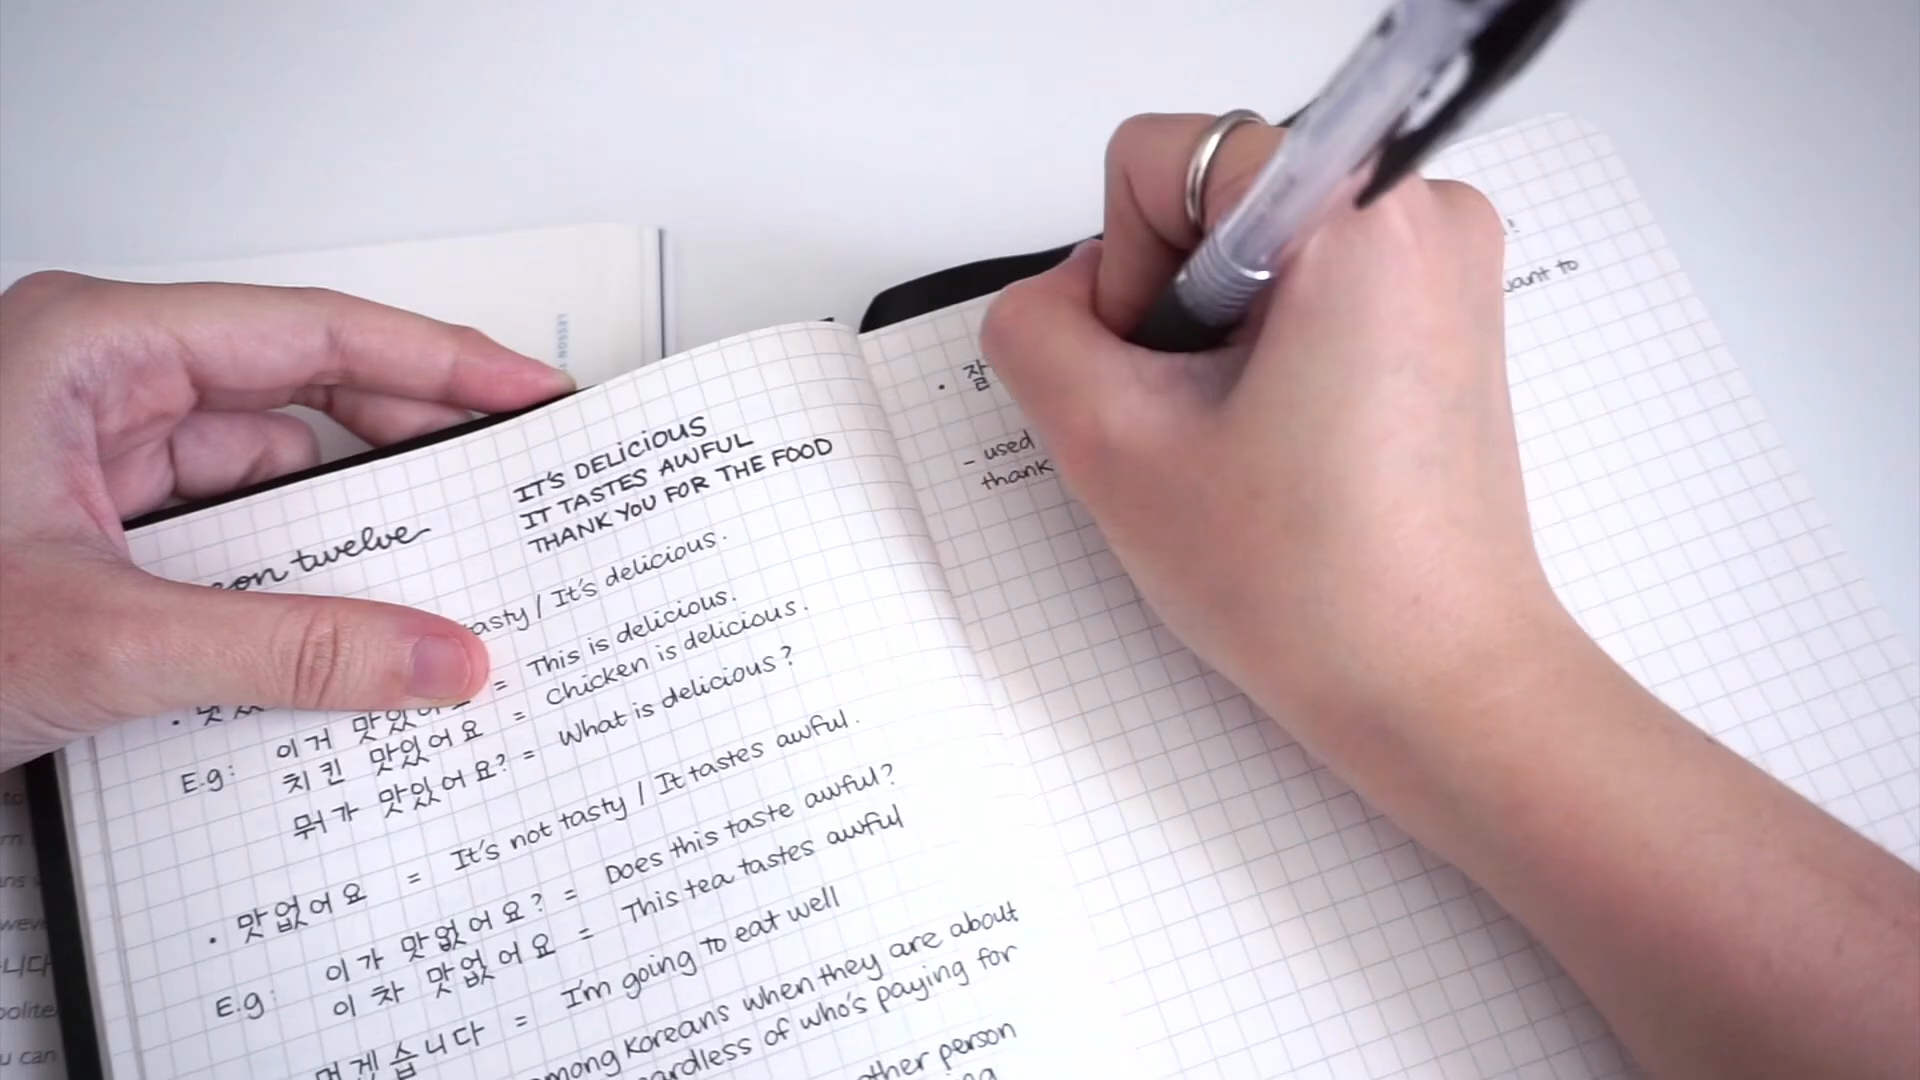 LESSON
twelve
IT'S DELICIOUS
IT TASTES AWFUL
THANK YOU FOR THE FOOD
tasty / It's delicious.
이거 맛있어 = This is delicious.
E.g: 치킨 맛있어요 = Chicken is delicious.
뭐가 맛있어요? = What is delicious?
• 맛없어요 = It's not tasty / It tastes awful.
이가 맛없어요? = Does this taste awful?
E.g: 이 차 맛없어요 = This tea tastes awful
= I'm going to eat well
among Koreans when they are about
of who's paying for
other person
• 잘
- used
thank
want to